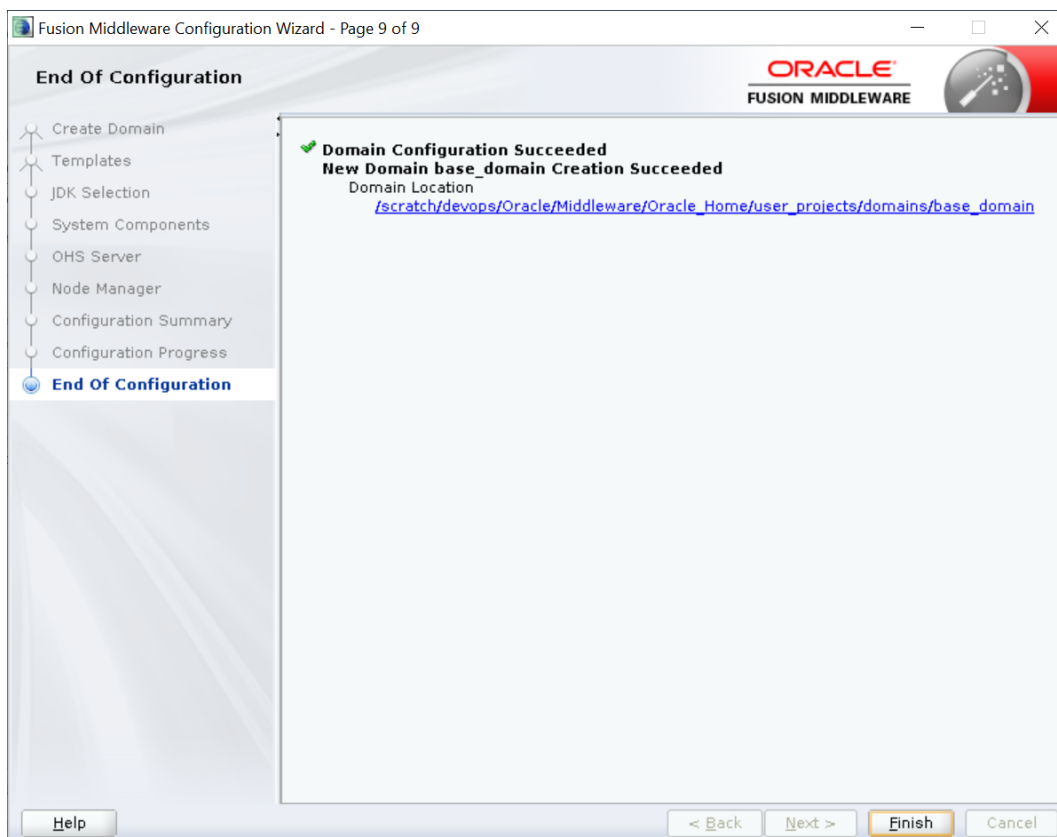 Fusion Middleware Configuration Wizard - Page 9 of 9
End Of Configuration
ORACLE
FUSION MIDDLEWARE
Create Domain
Templates
JDK Selection
System Components
OHS Server
Node Manager
Configuration Summary
Configuration Progress
End Of Configuration
Domain Configuration Succeeded
New Domain base_domain Creation Succeeded
Domain Location
/scratch/devops/Oracle/Middleware/Oracle_Home/user_projects/domains/base_domain
Help
< Back
Next >
Finish
Cancel